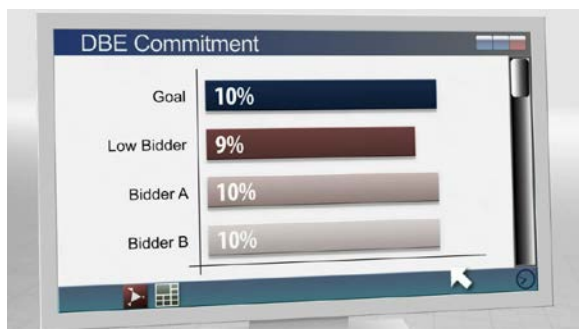 DBE Commitment
Goal 10%
Low Bidder 9%
Bidder A 10%
Bidder B 10%